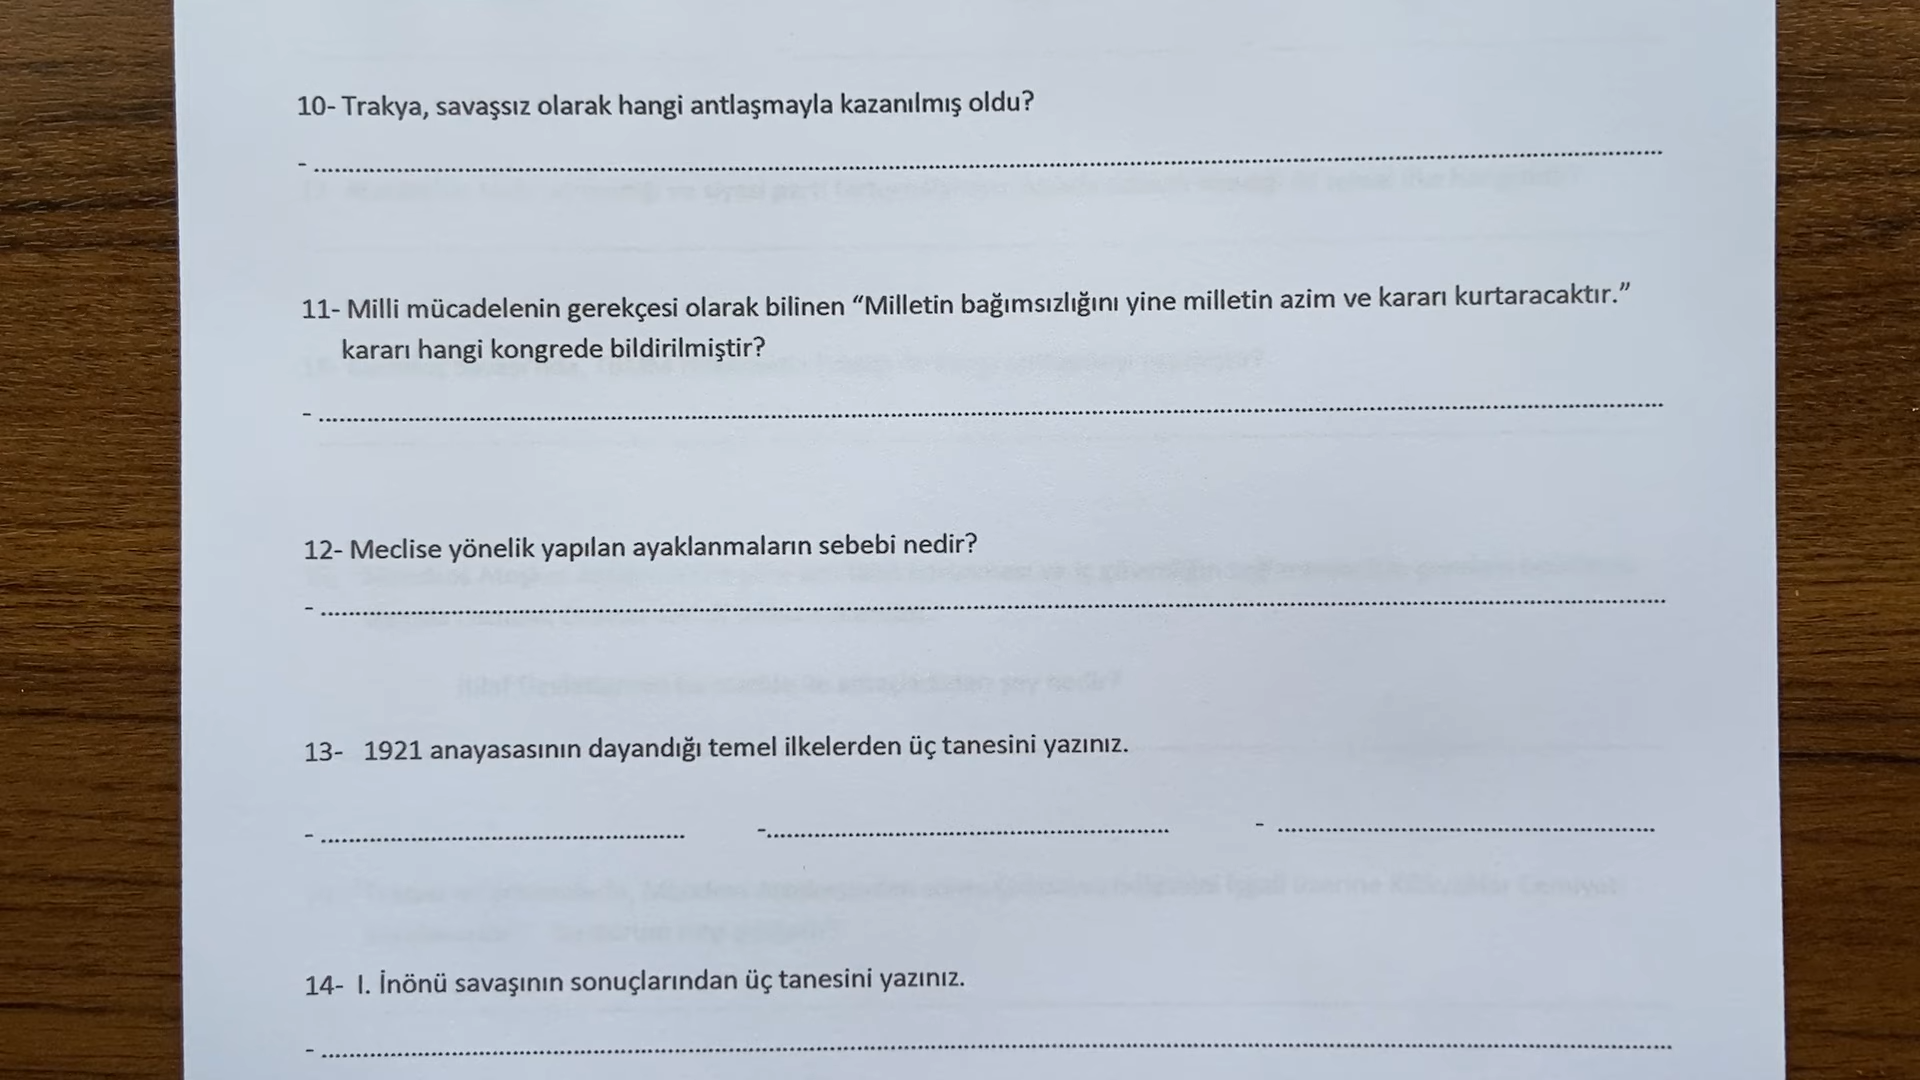 10- Trakya, savaşsız olarak hangi antlaşmayla kazanılmış oldu?
- ........................................................................
11- Milli mücadelenin gerekçesi olarak bilinen “Milletin bağımsızlığını yine milletin azim ve kararı kurtaracaktır.”
kararı hangi kongrede bildirilmiştir?
- ........................................................................
12- Meclise yönelik yapılan ayaklanmaların sebebi nedir?
- ........................................................................
13- 1921 anayasasının dayandığı temel ilkelerden üç tanesini yazınız.
- .................... -.................... - ....................
14- I. İnönü savaşının sonuçlarından üç tanesini yazınız.
- ........................................................................